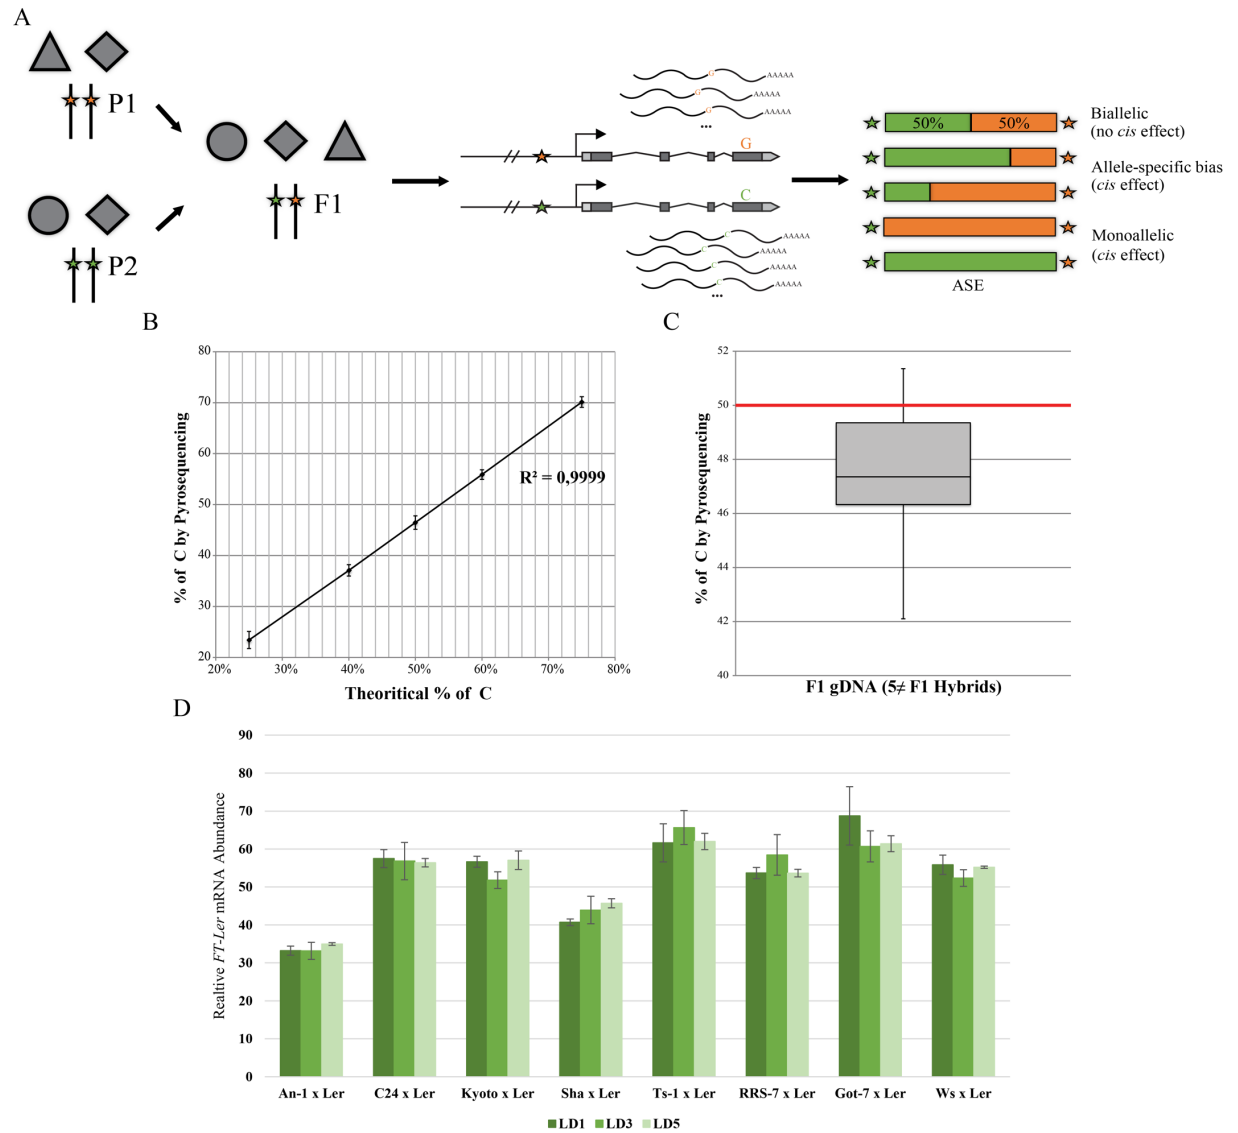 A
P1
P2
F1
G
AAAAA
G
AAAAA
G
AAAAA
...
G
C
C
AAAAA
C
AAAAA
C
AAAAA
C
AAAAA
...
50% 50%
Biallelic
(no cis effect)
Allele-specific bias
(cis effect)
Monoallelic
(cis effect)
ASE
B
80
70
60
50
40
30
20
20% 30% 40% 50% 60% 70% 80%
% of C by Pyrosequencing
R² = 0,9999
Theoritical % of C
C
52
50
48
46
44
42
40
% of C by Pyrosequencing
F1 gDNA (5≠ F1 Hybrids)
D
90
80
70
60
50
40
30
20
10
0
Realtive FT-Ler mRNA Abundance
An-1 x Ler C24 x Ler Kyoto x Ler Sha x Ler Ts-1 x Ler RRS-7 x Ler Got-7 x Ler Ws x Ler
LD1 LD3 LD5